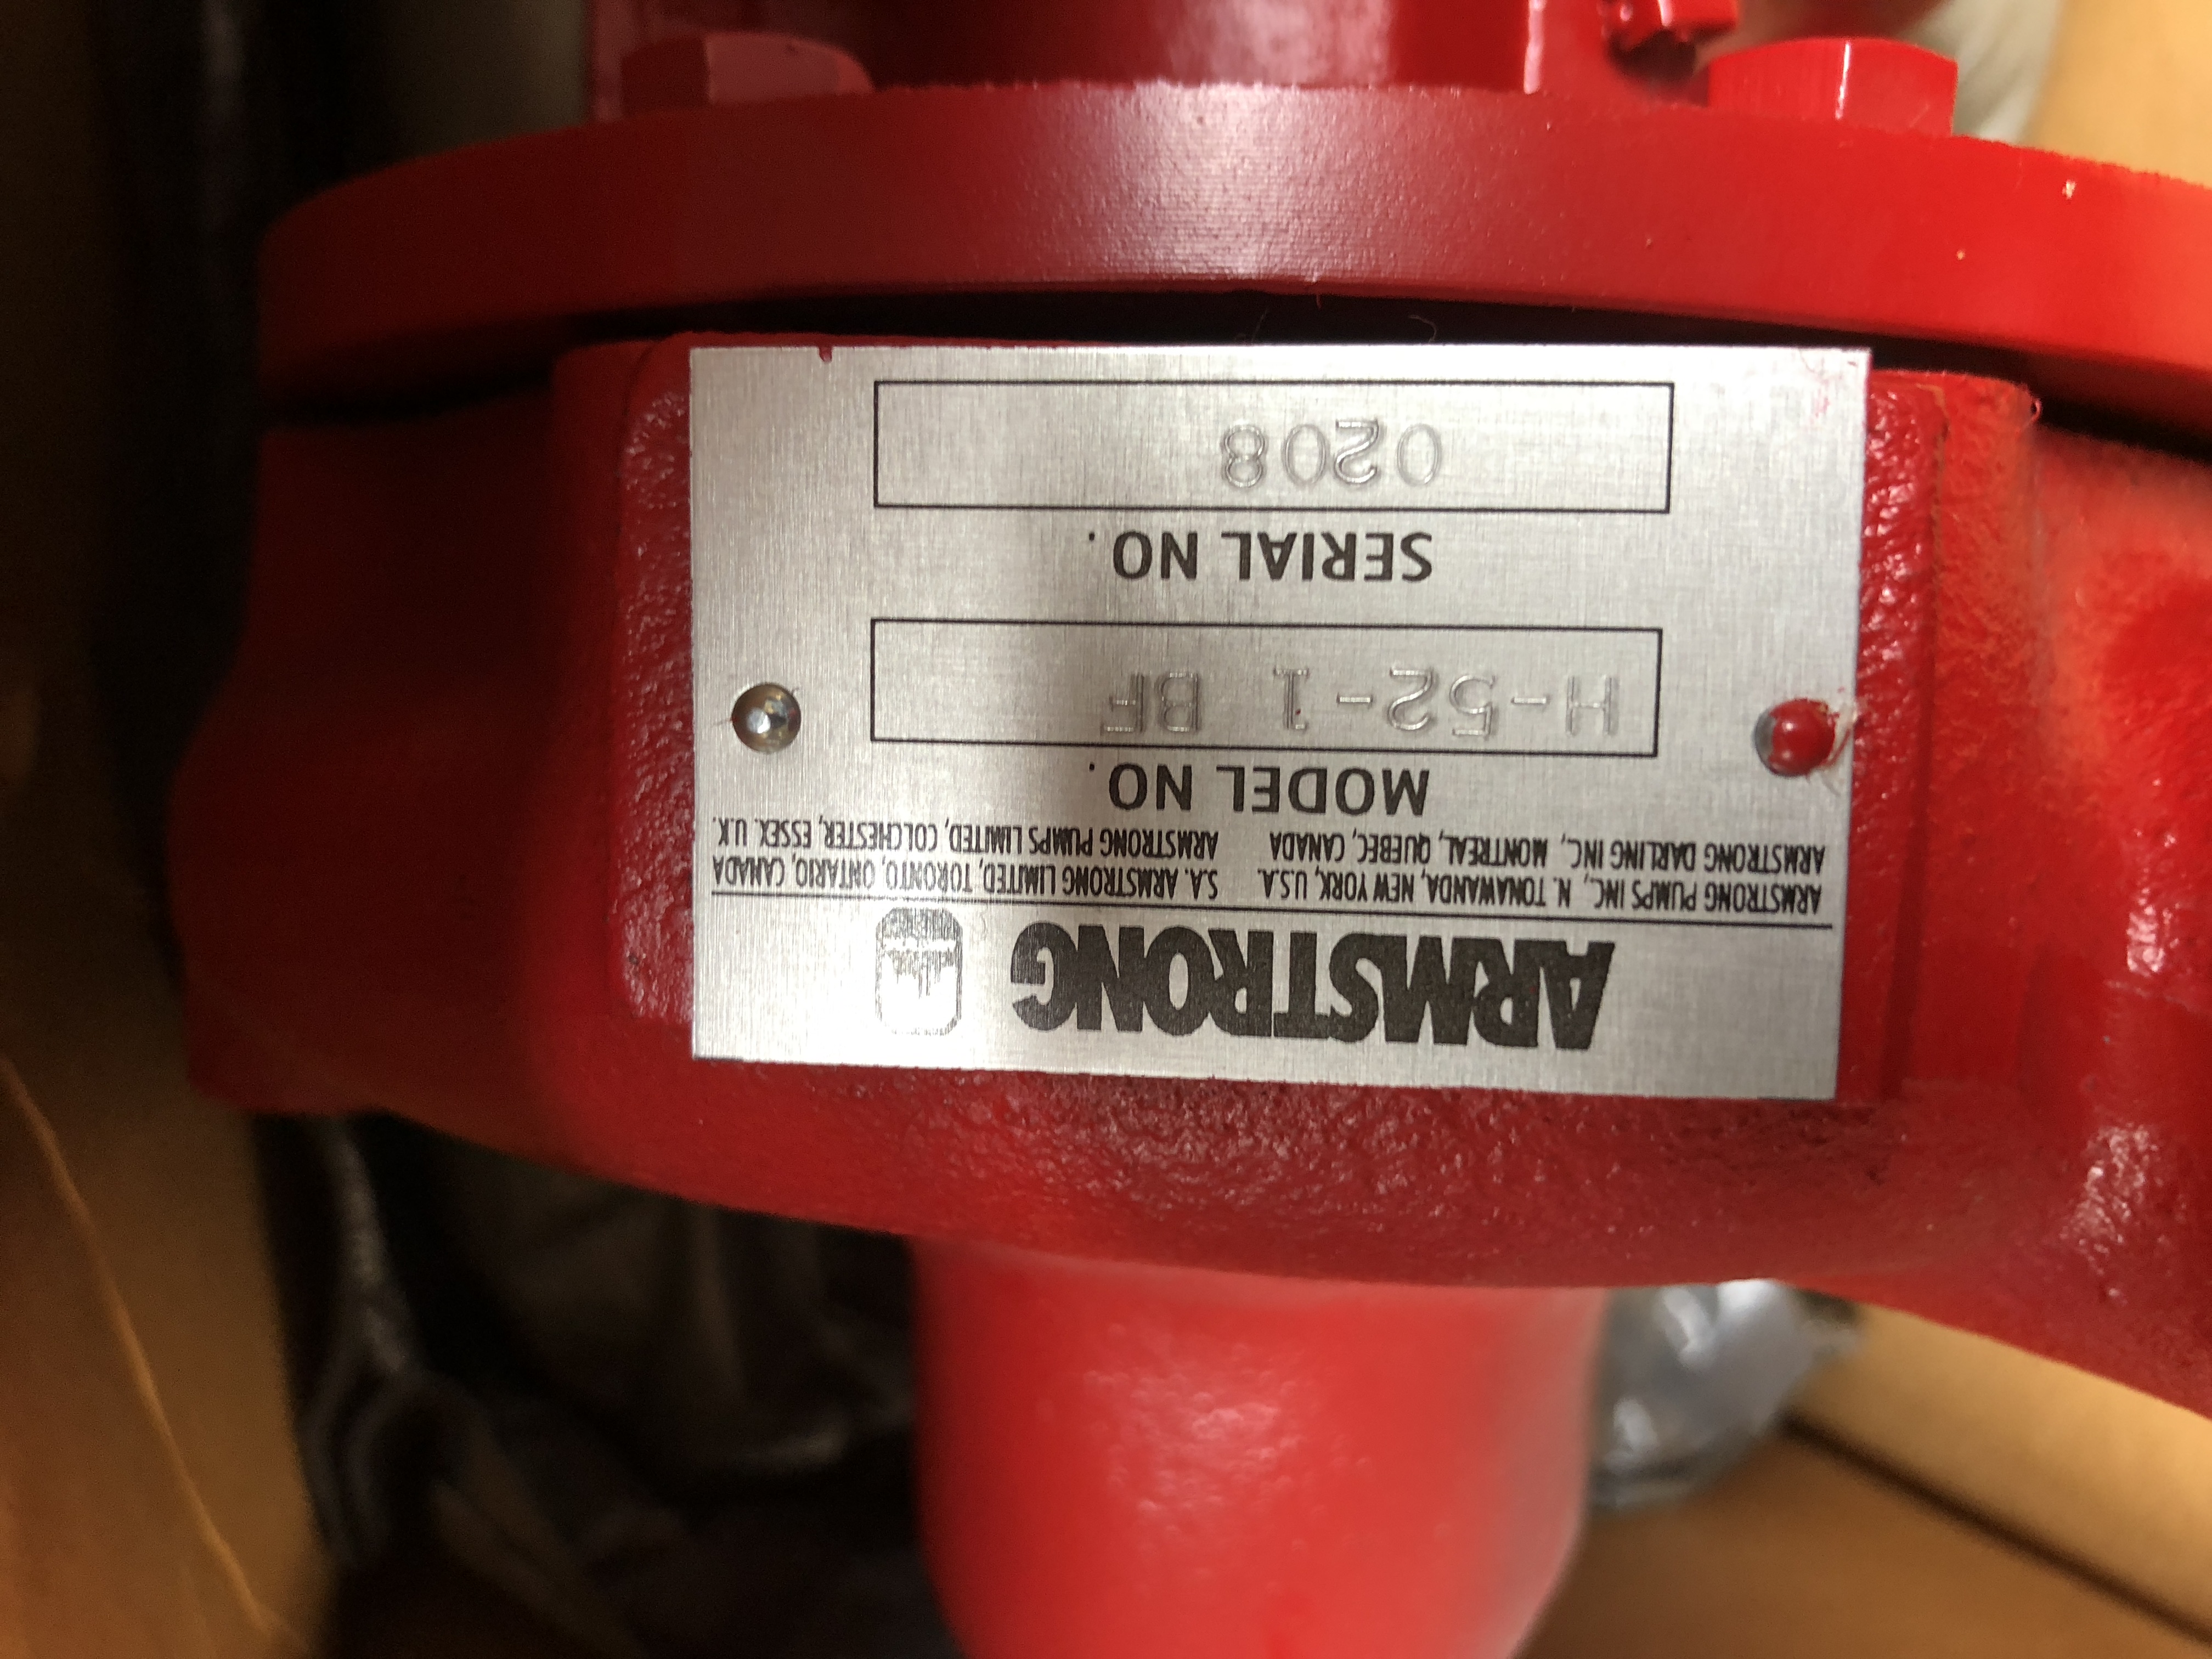 ARMSTRONG
ARMSTRONG PUMPS INC., N. TONAWANDA, NEW YORK, U.S.A. S.A. ARMSTRONG LIMITED, TORONTO, ONTARIO, CANADA
ARMSTRONG DARLING INC., MONTREAL, QUEBEC, CANADA ARMSTRONG PUMPS LIMITED, COLCHESTER, ESSEX, U.K.
MODEL NO.
H-52-1 BF
SERIAL NO.
0208